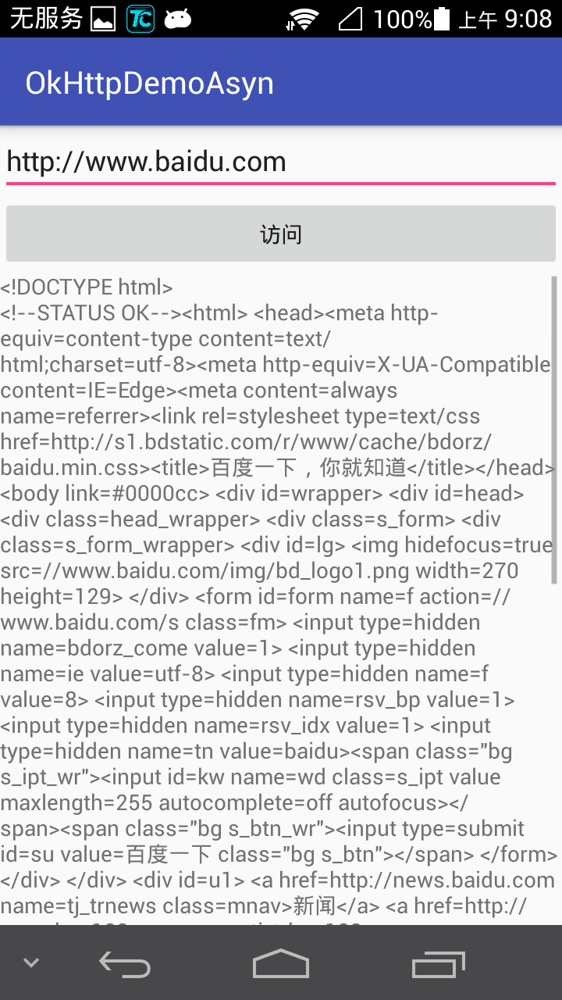 无服务 TC 100% 上午 9:08
OkHttpDemoAsyn
http://www.baidu.com
访问
<!DOCTYPE html>
<!--STATUS OK--><html> <head><meta http-
equiv=content-type content=text/
html;charset=utf-8><meta http-equiv=X-UA-Compatible
content=IE=Edge><meta content=always
name=referrer><link rel=stylesheet type=text/css
href=http://s1.bdstatic.com/r/www/cache/bdorz/
baidu.min.css><title>百度一下，你就知道</title></head>
<body link=#0000cc> <div id=wrapper> <div id=head>
<div class=head_wrapper> <div class=s_form> <div
class=s_form_wrapper> <div id=lg> <img hidefocus=true
src=//www.baidu.com/img/bd_logo1.png width=270
height=129> </div> <form id=form name=f action=//
www.baidu.com/s class=fm> <input type=hidden
name=bdorz_come value=1> <input type=hidden
name=ie value=utf-8> <input type=hidden name=f
value=8> <input type=hidden name=rsv_bp value=1>
<input type=hidden name=rsv_idx value=1> <input
type=hidden name=tn value=baidu><span class="bg
s_ipt_wr"><input id=kw name=wd class=s_ipt value
maxlength=255 autocomplete=off autofocus></
span><span class="bg s_btn_wr"><input type=submit
id=su value=百度一下 class="bg s_btn"></span> </form>
</div> </div> <div id=u1> <a href=http://news.baidu.com
name=tj_trnews class=mnav>新闻</a> <a href=http://